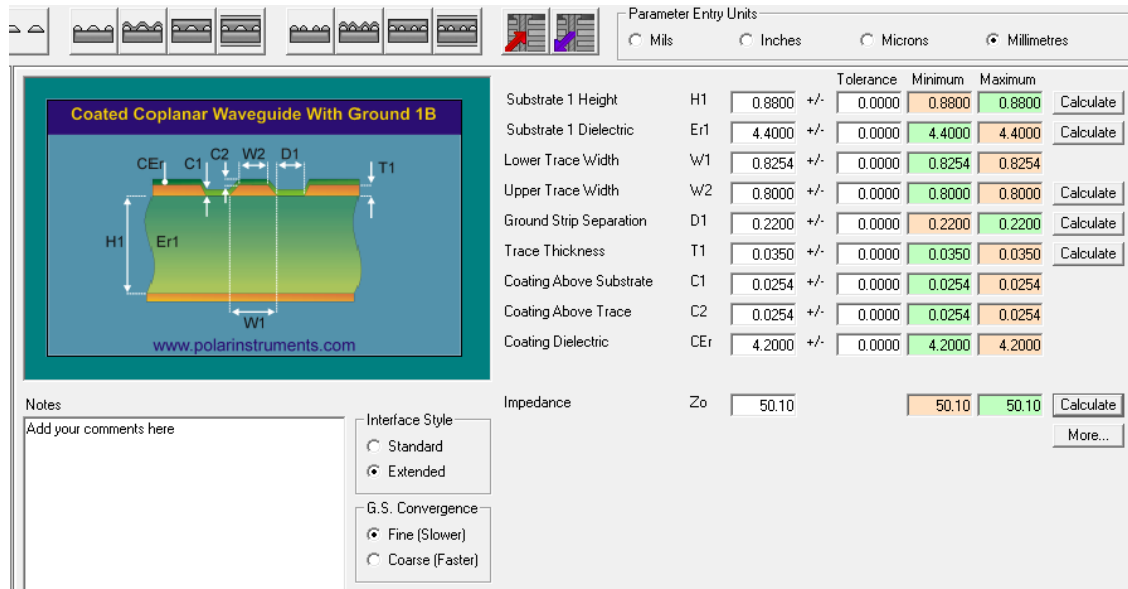 Parameter Entry Units
Mils Inches Microns Millimetres
Coated Coplanar Waveguide With Ground 1B
CEr C1 C2 W2 D1 T1
H1 Er1
W1
www.polarinstruments.com
Tolerance Minimum Maximum
Substrate 1 Height H1 0.8800 +/- 0.0000 0.8800 0.8800 Calculate
Substrate 1 Dielectric Er1 4.4000 +/- 0.0000 4.4000 4.4000 Calculate
Lower Trace Width W1 0.8254 +/- 0.0000 0.8254 0.8254
Upper Trace Width W2 0.8000 +/- 0.0000 0.8000 0.8000 Calculate
Ground Strip Separation D1 0.2200 +/- 0.0000 0.2200 0.2200 Calculate
Trace Thickness T1 0.0350 +/- 0.0000 0.0350 0.0350 Calculate
Coating Above Substrate C1 0.0254 +/- 0.0000 0.0254 0.0254
Coating Above Trace C2 0.0254 +/- 0.0000 0.0254 0.0254
Coating Dielectric CEr 4.2000 +/- 0.0000 4.2000 4.2000
Impedance Zo 50.10 50.10 50.10 Calculate
More...
Notes
Add your comments here
Interface Style
Standard
Extended
G.S. Convergence
Fine (Slower)
Coarse (Faster)